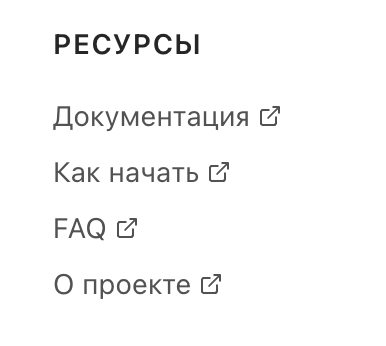 РЕСУРСЫ
Документация
Как начать
FAQ
О проекте